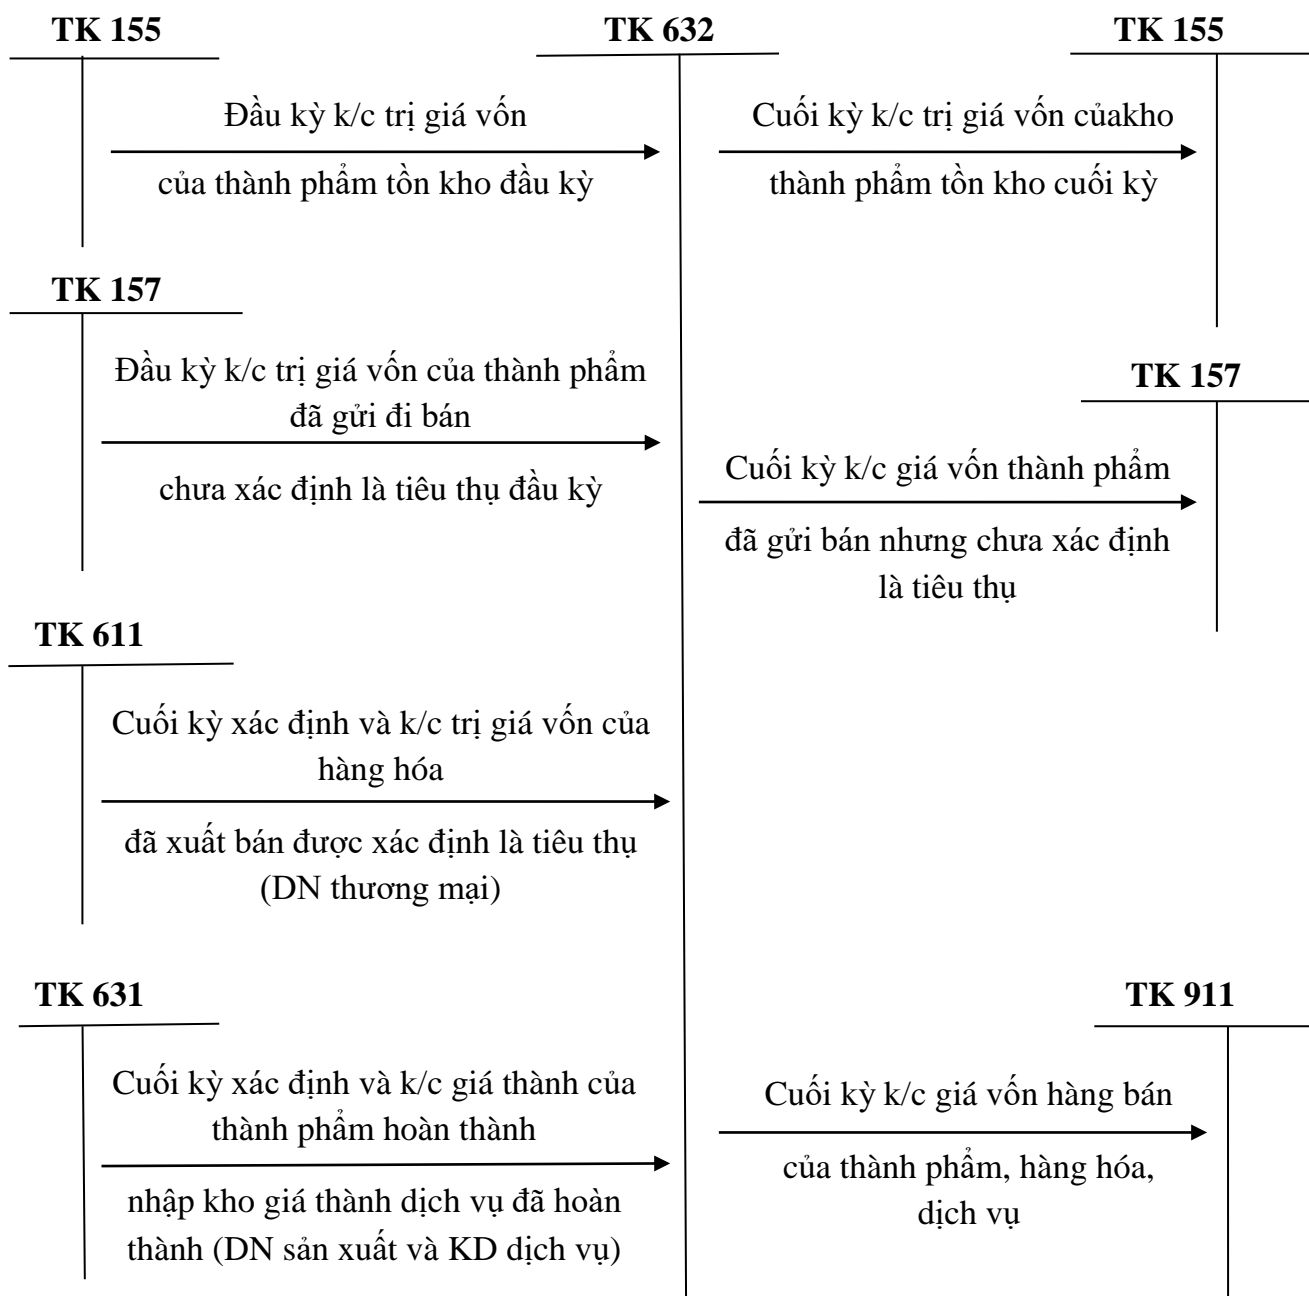 TK 155
TK 632
TK 155
Đầu kỳ k/c trị giá vốn
của thành phẩm tồn kho đầu kỳ
Cuối kỳ k/c trị giá vốn củakho
thành phẩm tồn kho cuối kỳ
TK 157
Đầu kỳ k/c trị giá vốn của thành phẩm
đã gửi đi bán
chưa xác định là tiêu thụ đầu kỳ
TK 157
Cuối kỳ k/c giá vốn thành phẩm
đã gửi bán nhưng chưa xác định
là tiêu thụ
TK 611
Cuối kỳ xác định và k/c trị giá vốn của
hàng hóa
đã xuất bán được xác định là tiêu thụ
(DN thương mại)
TK 631
TK 911
Cuối kỳ xác định và k/c giá thành của
thành phẩm hoàn thành
nhập kho giá thành dịch vụ đã hoàn
thành (DN sản xuất và KD dịch vụ)
Cuối kỳ k/c giá vốn hàng bán
của thành phẩm, hàng hóa,
dịch vụ